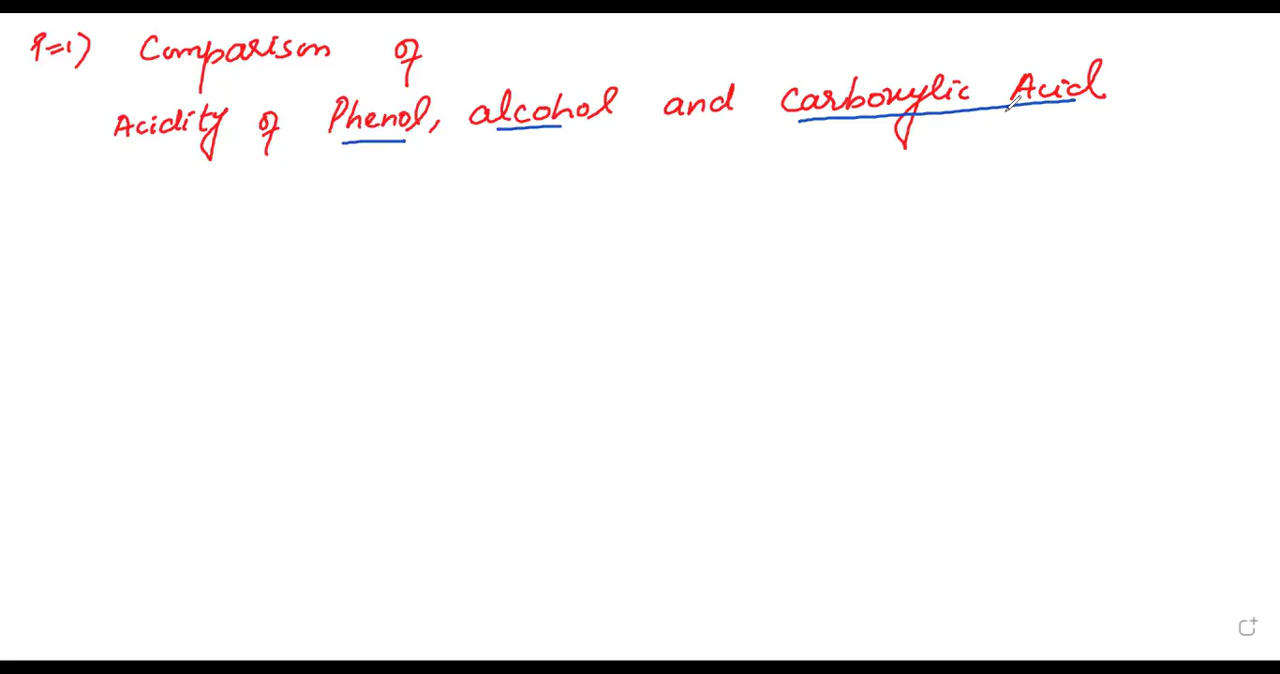 q=1) Comparison of
Acidity of Phenol, alcohol and Carboxylic Acid